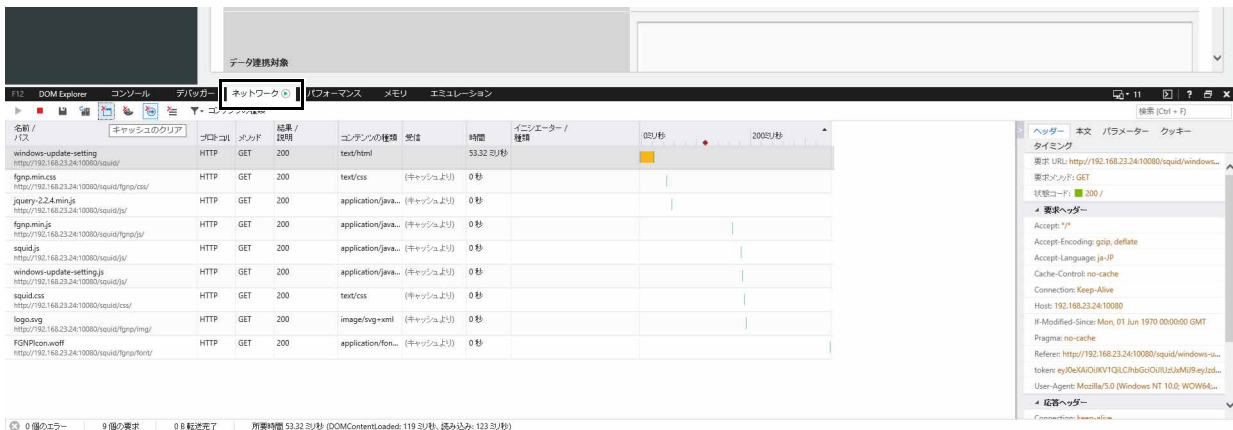 データ連携対象
F12 DOM Explorer コンソール デバッガー ネットワーク パフォーマンス メモリ エミュレーション 11 ?
コンテンツの種類 検索 (Ctrl + F)
キャッシュのクリア
名前 / パス プロトコル メソッド 結果 / 説明 コンテンツの種類 受信 時間 イニシエーター / 種類 0ミリ秒 200ミリ秒
windows-update-setting HTTP GET 200 text/html 53.32 ミリ秒
http://192.168.23.24:10080/squid/
fgnp.min.css HTTP GET 200 text/css (キャッシュより) 0 秒
http://192.168.23.24:10080/squid/fgnp/css/
jquery-2.2.4.min.js HTTP GET 200 application/java... (キャッシュより) 0 秒
http://192.168.23.24:10080/squid/js/
fgnp.min.js HTTP GET 200 application/java... (キャッシュより) 0 秒
http://192.168.23.24:10080/squid/fgnp/js/
squid.js HTTP GET 200 application/java... (キャッシュより) 0 秒
http://192.168.23.24:10080/squid/js/
windows-update-setting.js HTTP GET 200 application/java... (キャッシュより) 0 秒
http://192.168.23.24:10080/squid/js/
squid.css HTTP GET 200 text/css (キャッシュより) 0 秒
http://192.168.23.24:10080/squid/css/
logo.svg HTTP GET 200 image/svg+xml (キャッシュより) 0 秒
http://192.168.23.24:10080/squid/fgnp/img/
FGNPIcon.woff HTTP GET 200 application/fon... (キャッシュより) 0 秒
http://192.168.23.24:10080/squid/fgnp/font/
ヘッダー 本文 パラメーター クッキー
タイミング
要求 URL: http://192.168.23.24:10080/squid/windows...
要求メソッド: GET
状態コード: 200 /
要求ヘッダー
Accept: */*
Accept-Encoding: gzip, deflate
Accept-Language: ja-JP
Cache-Control: no-cache
Connection: Keep-Alive
Host: 192.168.23.24:10080
If-Modified-Since: Mon, 01 Jun 1970 00:00:00 GMT
Pragma: no-cache
Referer: http://192.168.23.24:10080/squid/windows-u...
User-Agent: Mozilla/5.0 (Windows NT 10.0; WOW64;...
応答ヘッダー
Connection: keep-alive
0 個のエラー 9 個の要求 0 B 転送完了 所要時間 53.32 ミリ秒 (DOMContentLoaded: 119 ミリ秒、読み込み: 123 ミリ秒)